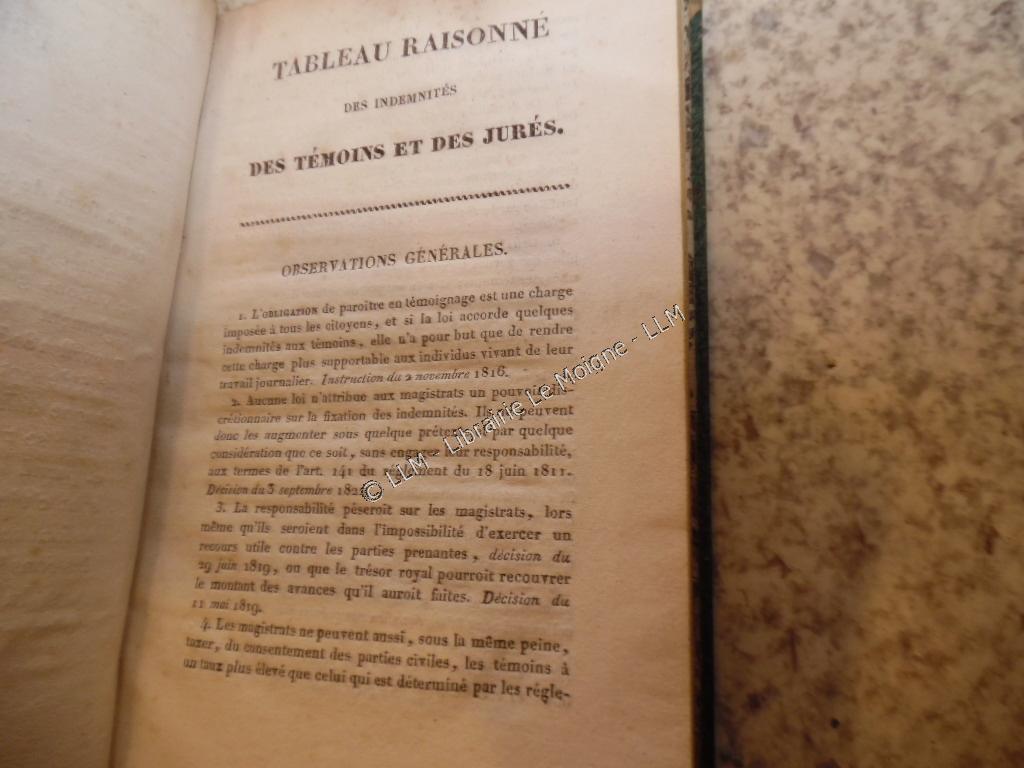 TABLEAU RAISONNÉ
DES INDEMNITÉS
DES TÉMOINS ET DES JURÉS.
OBSERVATIONS GÉNÉRALES.
1. L'OBLIGATION de paroître en témoignage est une charge
imposée à tous les citoyens, et si la loi accorde quelques
indemnités aux témoins, elle n'a pour but que de rendre
cette charge plus supportable aux individus vivant de leur
travail journalier. Instruction du 2 novembre 1816.
2. Aucune loi n'attribue aux magistrats un pouvoir dis-
crétionnaire sur la fixation des indemnités. Ils peuvent
donc les augmenter sous quelque par quelque
considération que ce soit, sans engager leur responsabilité,
aux termes de l'art. 141 du règlement du 18 juin 1811.
Décision du 3 septembre
3. La responsabilité pèseroit sur les magistrats, lors
même qu'ils seroient dans l'impossibilité d'exercer un
recours utile contre les parties prenantes, décision du
29 juin 1819, ou que le trésor royal pourroit recouvrer
le montant des avances qu'il auroit faites. Décision du
11 mai 1819.
4. Les magistrats ne peuvent aussi, sous la même peine,
taxer, du consentement des parties civiles, les témoins à
un taux plus élevé que celui qui est déterminé par les régle-
© LLM - Librairie Le Moigne - LLM